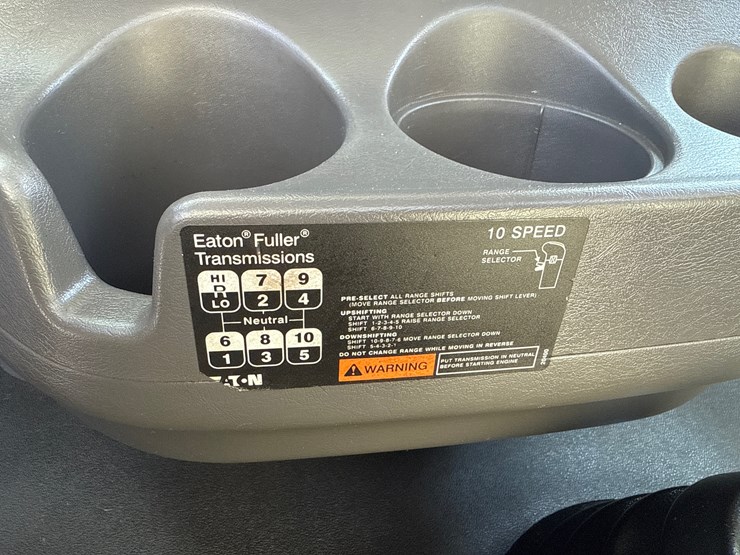 Eaton® Fuller®
Transmissions
HI
R
LO
7
2
9
4
Neutral
6
1
8
3
10
5
10 SPEED
RANGE
SELECTOR
PRE-SELECT ALL RANGE SHIFTS
(MOVE RANGE SELECTOR BEFORE MOVING SHIFT LEVER)
UPSHIFTING
START WITH RANGE SELECTOR DOWN
SHIFT 1-2-3-4-5 RAISE RANGE SELECTOR
SHIFT 6-7-8-9-10
DOWNSHIFTING
SHIFT 10-9-8-7-6 MOVE RANGE SELECTOR DOWN
SHIFT 5-4-3-2-1
DO NOT CHANGE RANGE WHILE MOVING IN REVERSE
WARNING
PUT TRANSMISSION IN NEUTRAL
BEFORE STARTING ENGINE